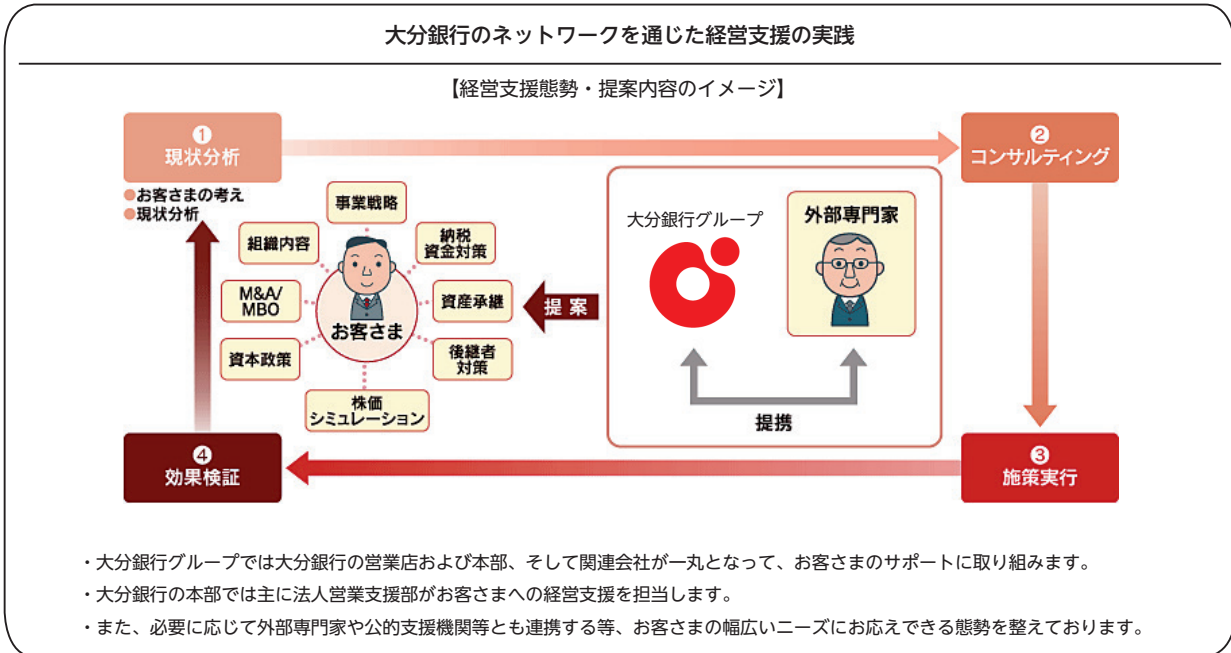 大分銀行のネットワークを通じた経営支援の実践
【経営支援態勢・提案内容のイメージ】
❶
現状分析
❷
コンサルティング
●お客さまの考え
●現状分析
事業戦略
組織内容
納税
資金対策
M&A/
MBO
資産承継
お客さま
資本政策
後継者
対策
株価
シミュレーション
提案
大分銀行グループ
外部専門家
提携
❹
効果検証
❸
施策実行
・大分銀行グループでは大分銀行の営業店および本部、そして関連会社が一丸となって、お客さまのサポートに取り組みます。
・大分銀行の本部では主に法人営業支援部がお客さまへの経営支援を担当します。
・また、必要に応じて外部専門家や公的支援機関等とも連携する等、お客さまの幅広いニーズにお応えできる態勢を整えております。